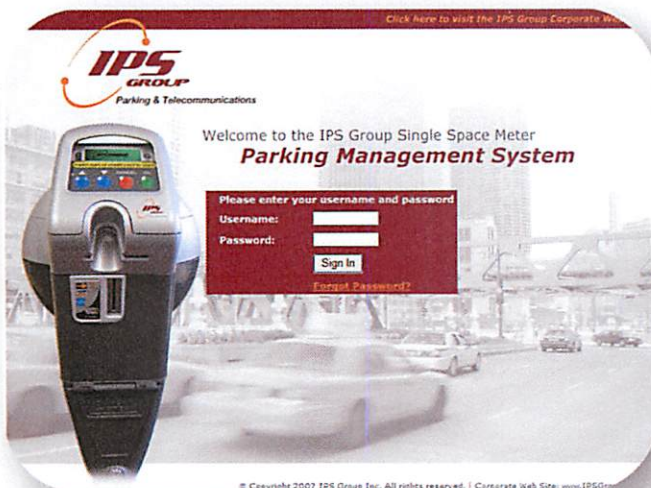 Click here to visit the IPS Group Corporate
IPS
GROUP
Parking & Telecommunications
Welcome to the IPS Group Single Space Meter
Parking Management System
Please enter your username and password
Username:
Password:
Sign In
Forgot Password?
IPS
© Copyright 2007 IPS Group Inc. All rights reserved. | Corporate Web Site: